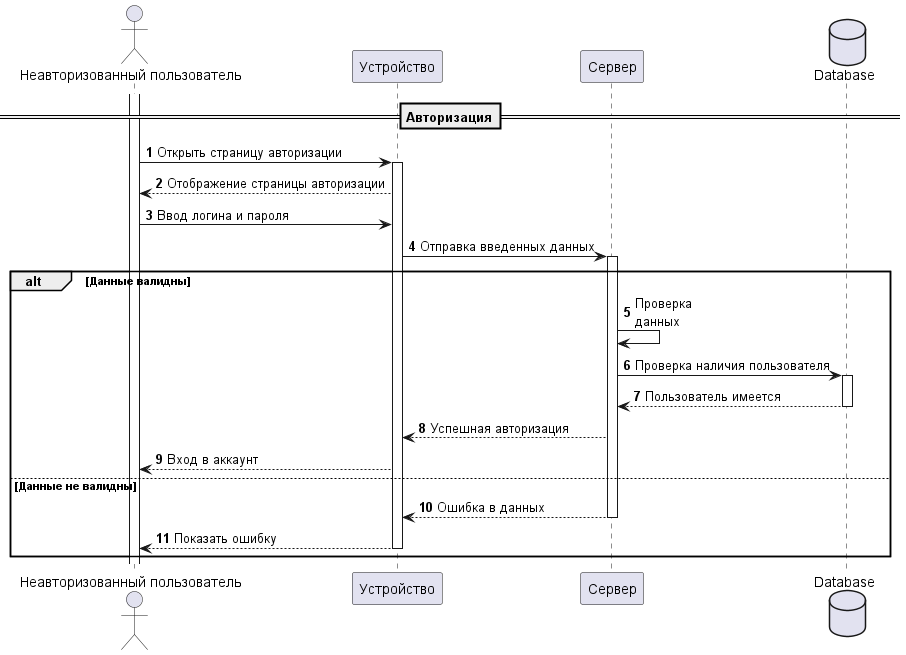 Неавторизованный пользователь
Устройство
Сервер
Database
Авторизация
1 Открыть страницу авторизации
2 Отображение страницы авторизации
3 Ввод логина и пароля
4 Отправка введенных данных
alt [Данные валидны]
5 Проверка
данных
6 Проверка наличия пользователя
7 Пользователь имеется
8 Успешная авторизация
9 Вход в аккаунт
[Данные не валидны]
10 Ошибка в данных
11 Показать ошибку
Неавторизованный пользователь
Устройство
Сервер
Database